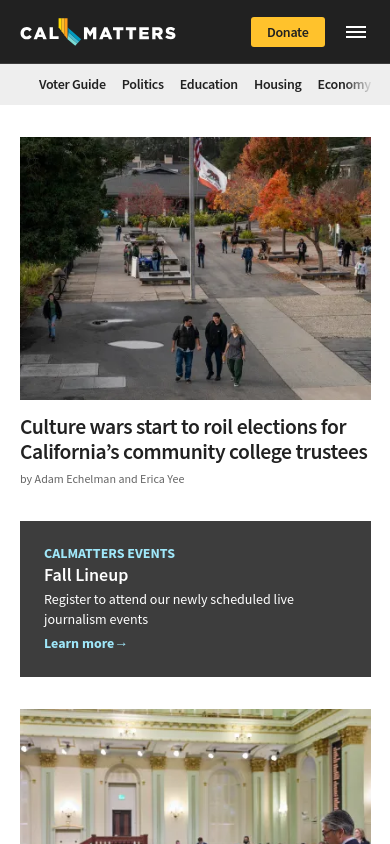 CALMATTERS
Donate
Voter Guide Politics Education Housing Economy
Culture wars start to roil elections for
California’s community college trustees
by Adam Echelman and Erica Yee
CALMATTERS EVENTS
Fall Lineup
Register to attend our newly scheduled live
journalism events
Learn more→